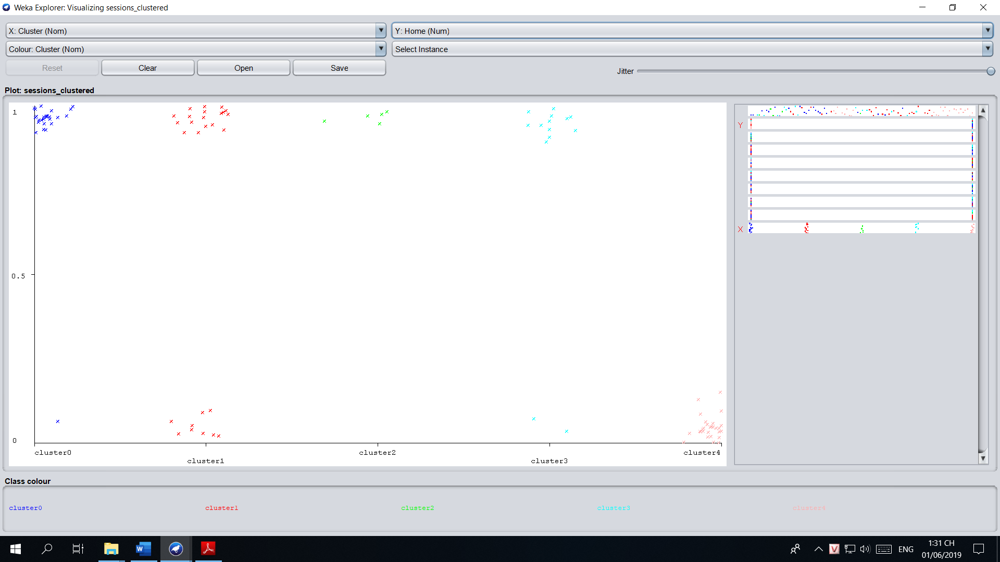 Weka Explorer: Visualizing sessions_clustered
X: Cluster (Nom)
Y: Home (Num)
Colour: Cluster (Nom)
Select Instance
Reset
Clear
Open
Save
Jitter
Plot: sessions_clustered
1
0.5
0
cluster0
cluster1
cluster2
cluster3
cluster4
Y
X
Class colour
cluster0
cluster1
cluster2
cluster3
cluster4
ENG
1:31 CH
01/06/2019